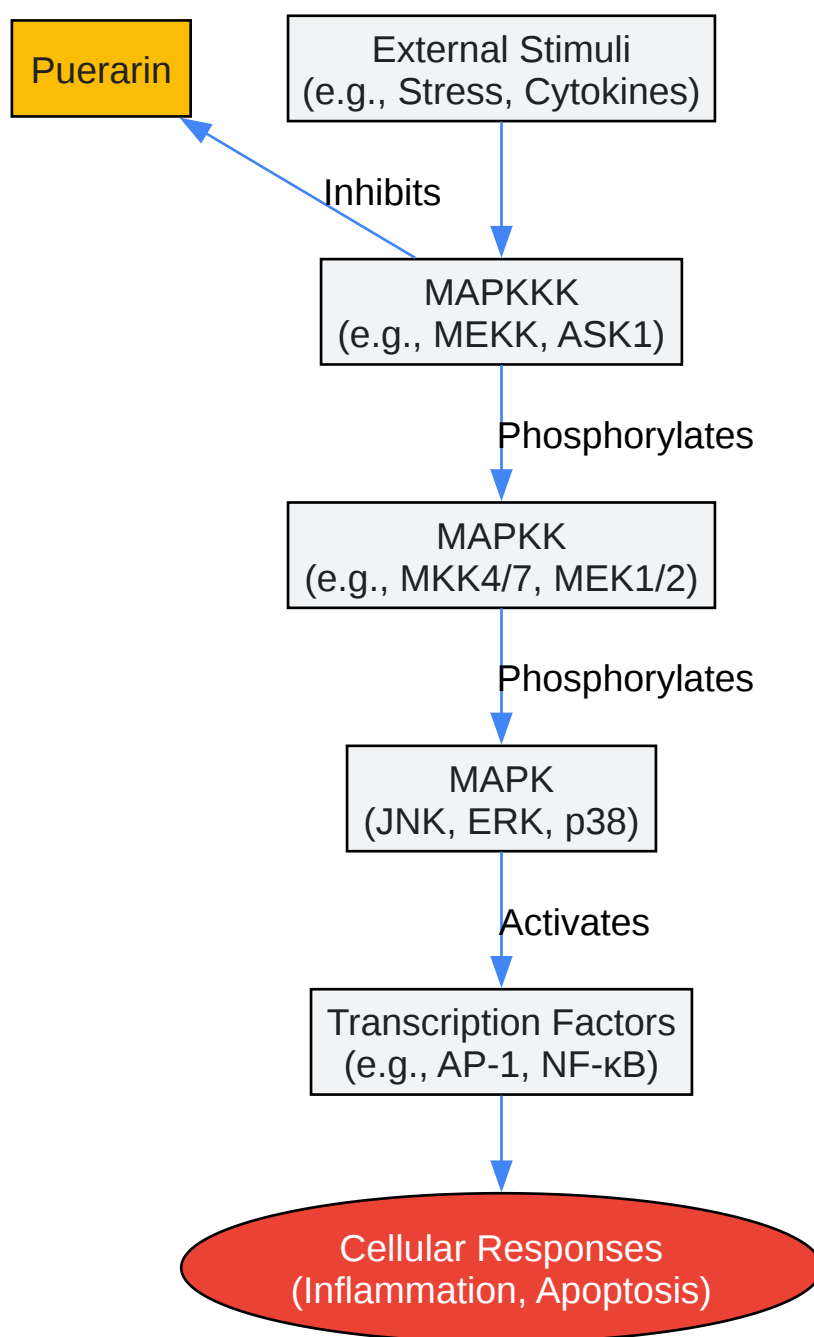 Puerarin
External Stimuli
(e.g., Stress, Cytokines)
Inhibits
MAPKKK
(e.g., MEKK, ASK1)
Phosphorylates
MAPKK
(e.g., MKK4/7, MEK1/2)
Phosphorylates
MAPK
(JNK, ERK, p38)
Activates
Transcription Factors
(e.g., AP-1, NF-κB)
Cellular Responses
(Inflammation, Apoptosis)